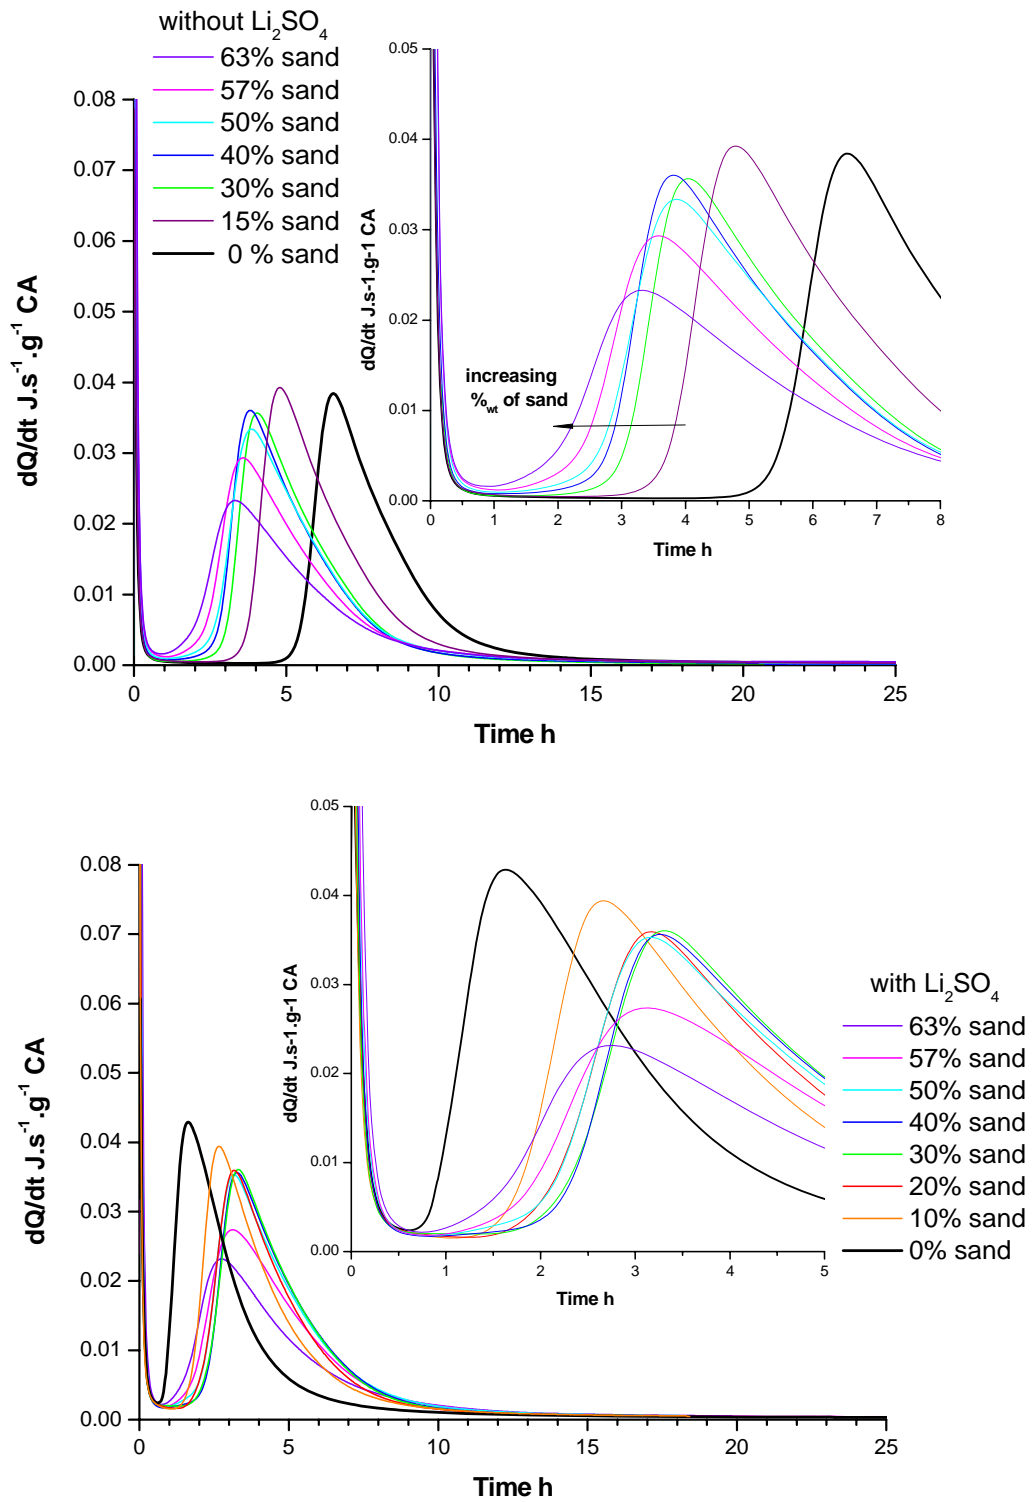 without Li₂SO₄
63% sand
57% sand
50% sand
40% sand
30% sand
15% sand
0 % sand
0.08
0.07
0.06
0.05
0.04
0.03
0.02
0.01
0.00
dQ/dt J.s⁻¹.g⁻¹ CA
0
5
10
15
20
25
Time h
0.05
0.04
0.03
0.02
0.01
0.00
dQ/dt J.s-1.g-1 CA
increasing
%wt of sand
0
1
2
3
4
5
6
7
8
Time h
0.08
0.07
0.06
0.05
0.04
0.03
0.02
0.01
0.00
dQ/dt J.s⁻¹.g⁻¹ CA
0
5
10
15
20
25
Time h
0.05
0.04
0.03
0.02
0.01
0.00
dQ/dt J.s-1.g-1 CA
0
1
2
3
4
5
Time h
with Li₂SO₄
63% sand
57% sand
50% sand
40% sand
30% sand
20% sand
10% sand
0% sand